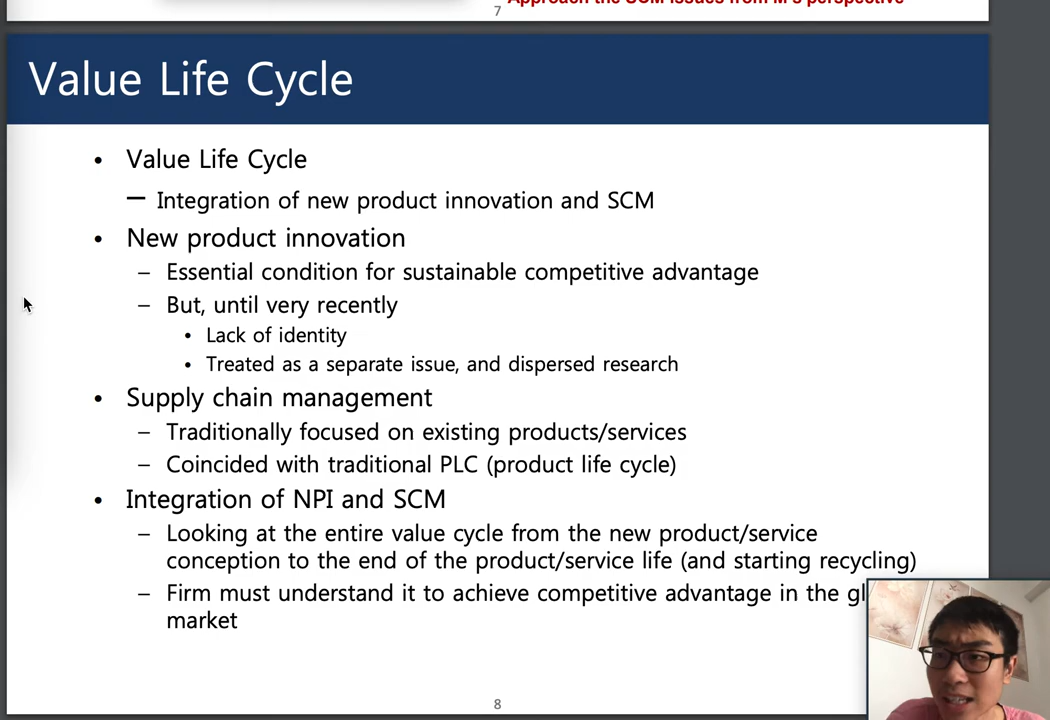 7 Approach the SCM issues from M's perspective
Value Life Cycle
• Value Life Cycle
– Integration of new product innovation and SCM
• New product innovation
– Essential condition for sustainable competitive advantage
– But, until very recently
• Lack of identity
• Treated as a separate issue, and dispersed research
• Supply chain management
– Traditionally focused on existing products/services
– Coincided with traditional PLC (product life cycle)
• Integration of NPI and SCM
– Looking at the entire value cycle from the new product/service
conception to the end of the product/service life (and starting recycling)
– Firm must understand it to achieve competitive advantage in the
market
8